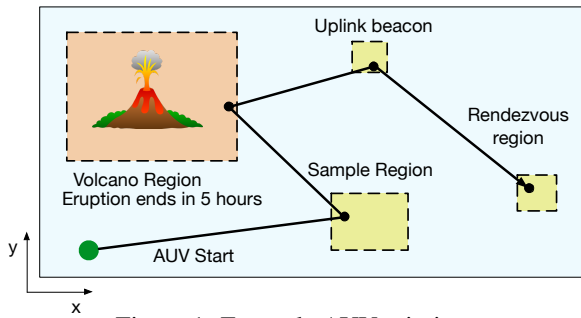 Uplink beacon
Rendezvous
region
Volcano Region
Eruption ends in 5 hours
Sample Region
AUV Start
y
x